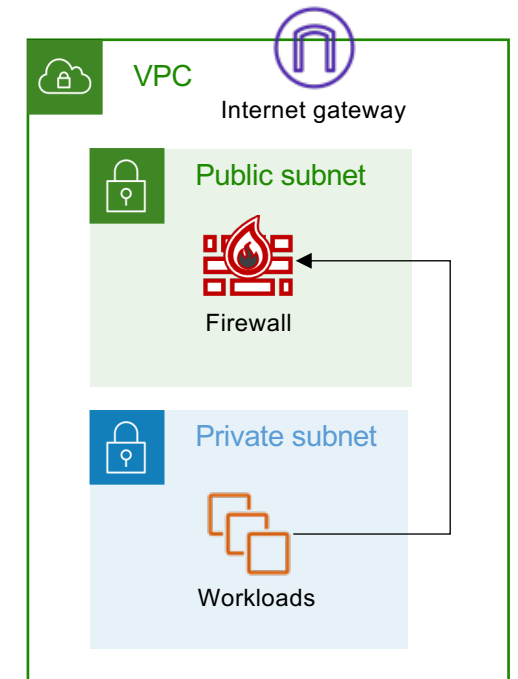 VPC
Internet gateway
Public subnet
Firewall
Private subnet
Workloads